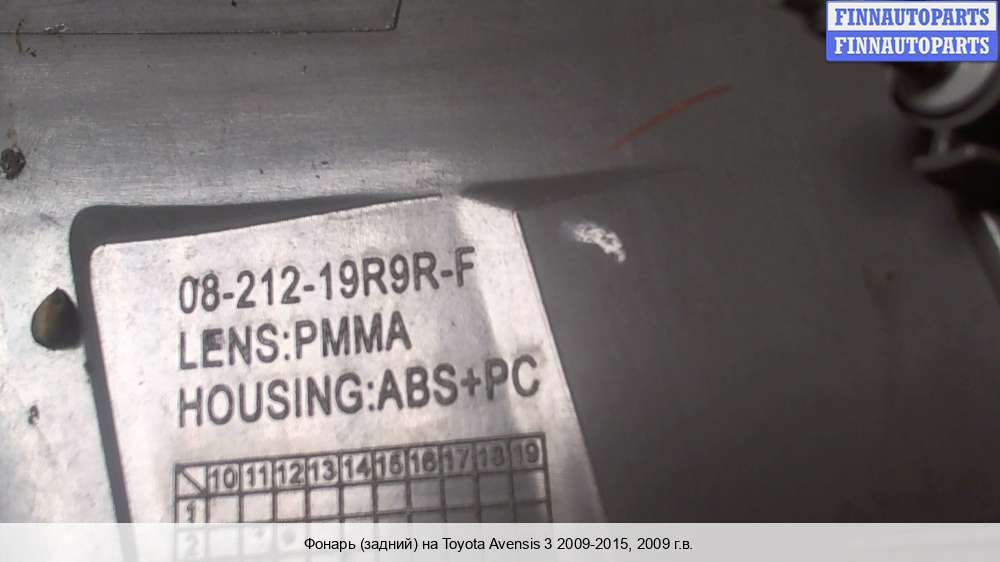 FINNAUTOPARTS
FINNAUTOPARTS
08-212-19R9R-F
LENS:PMMA
HOUSING:ABS+PC
10 11 12 13 14 15 16 17 18 19
1
2
Фонарь (задний) на Toyota Avensis 3 2009-2015, 2009 г.в.